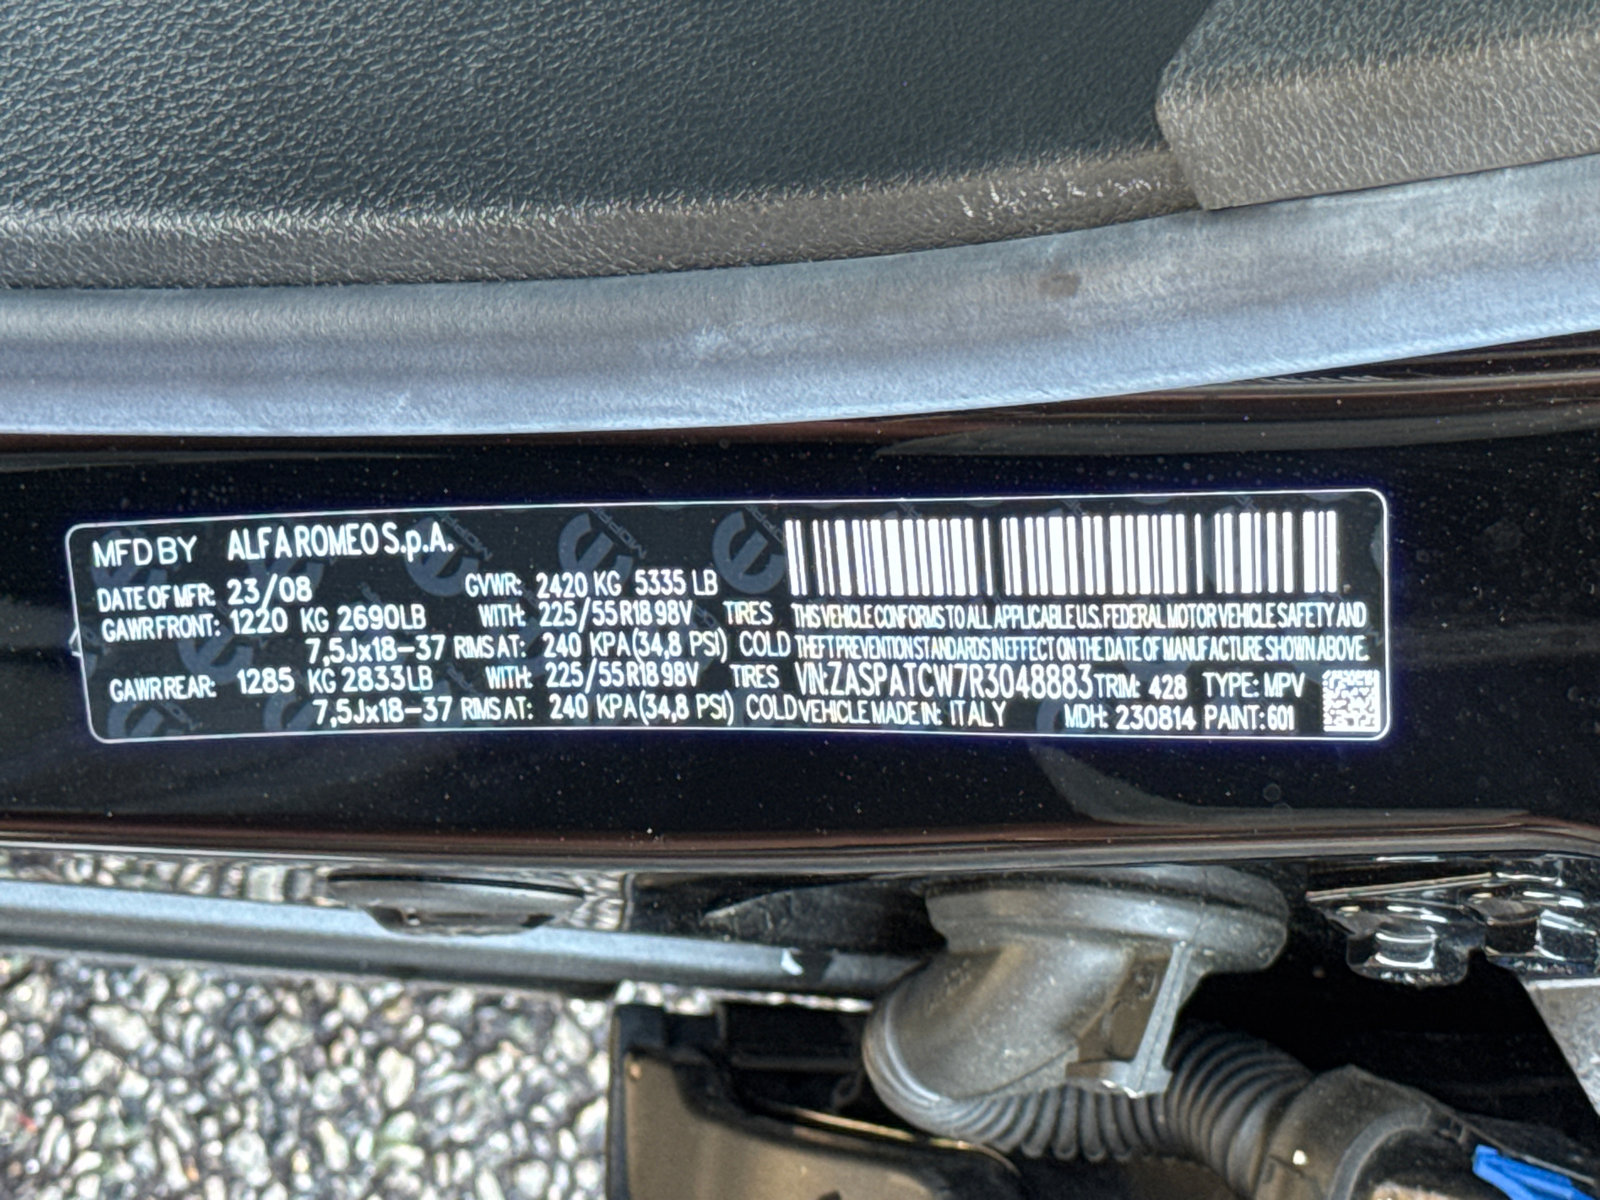 MFD BY ALFA ROMEO S.p.A.
DATE OF MFR: 23/08 GVWR: 2420 KG 5335 LB
GAWR FRONT: 1220 KG 2690LB WITH: 225/55 R18 98V TIRES
7,5Jx18-37 RIMS AT: 240 KPA(34,8 PSI) COLD
GAWR REAR: 1285 KG 2833LB WITH: 225/55 R18 98V TIRES
7,5Jx18-37 RIMS AT: 240 KPA(34,8 PSI) COLD
THIS VEHICLE CONFORMS TO ALL APPLICABLE U.S. FEDERAL MOTOR VEHICLE SAFETY AND
THEFT PREVENTION STANDARDS IN EFFECT ON THE DATE OF MANUFACTURE SHOWN ABOVE.
VIN:ZASPATCW7R3048883 TRIM: 428 TYPE: MPV
VEHICLE MADE IN: ITALY MDH: 230814 PAINT: 601